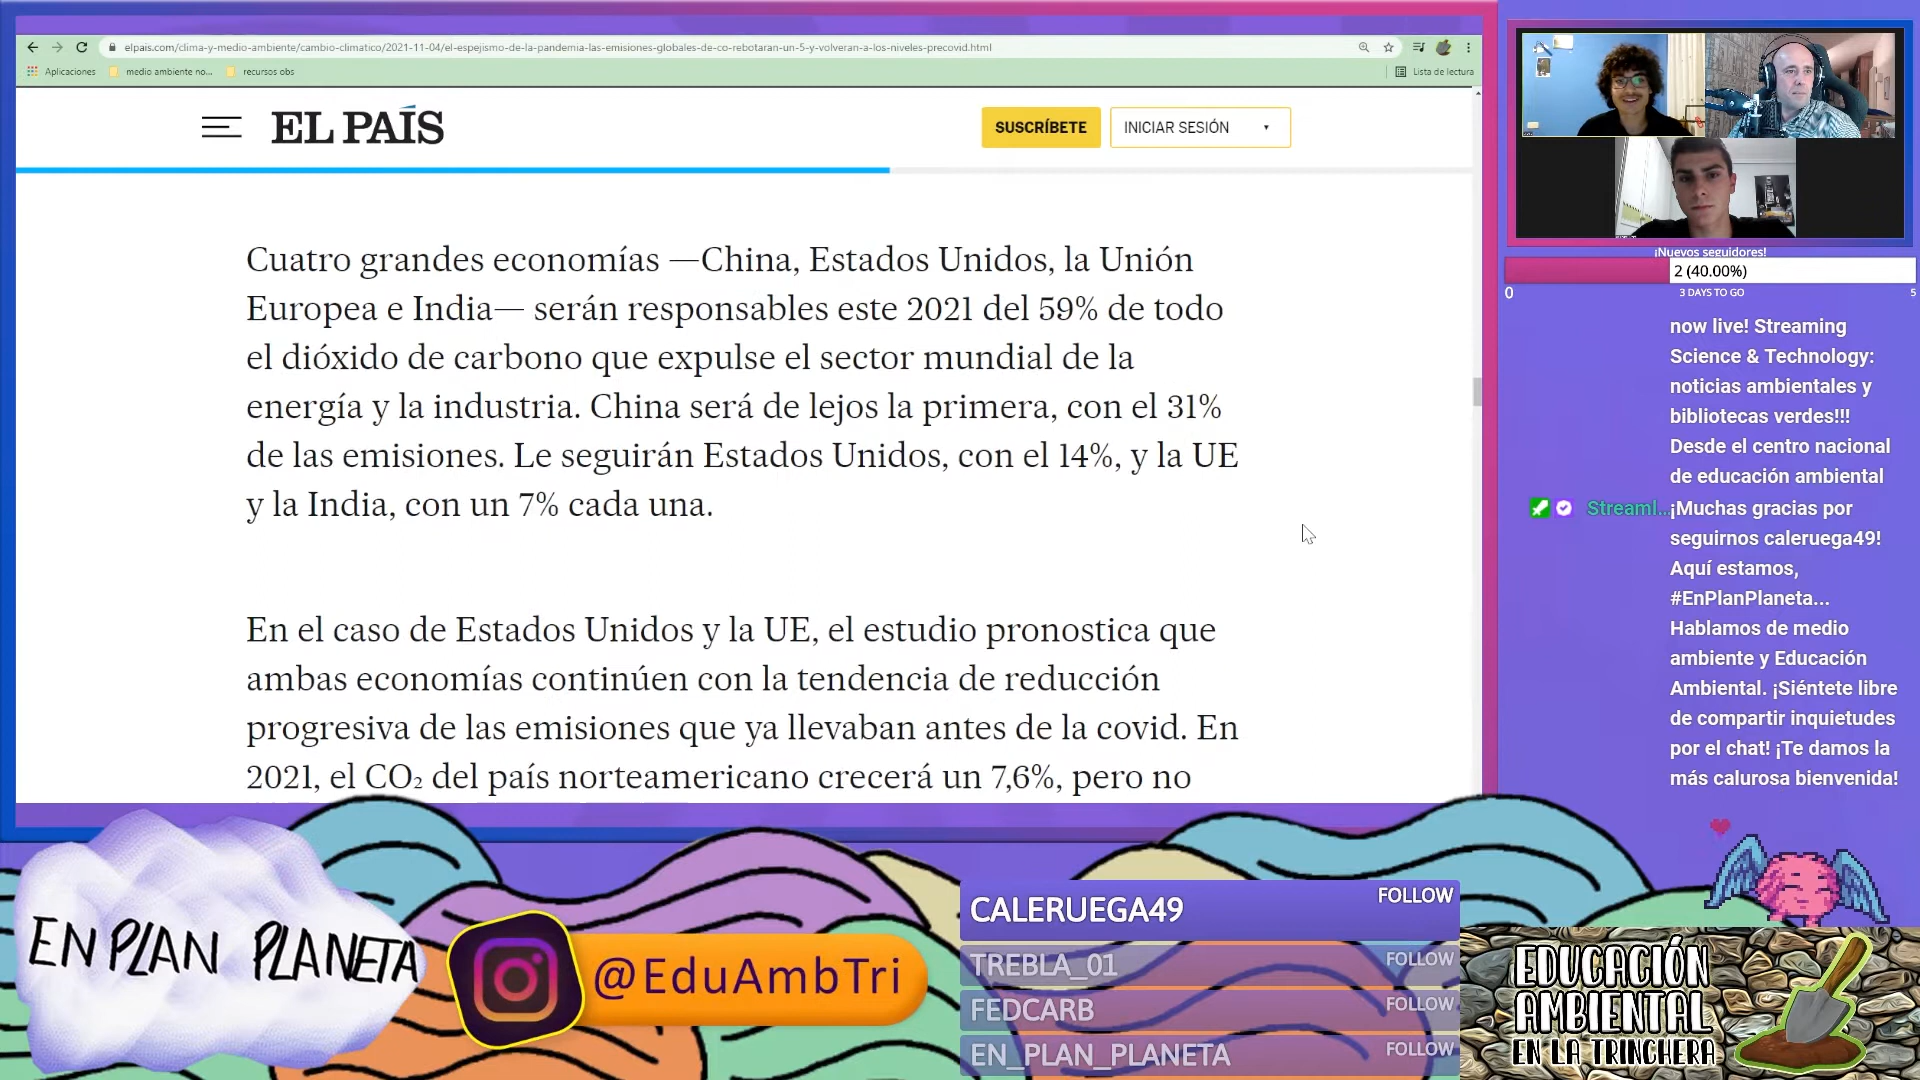 elpais.com/clima-y-medio-ambiente/cambio-climatico/2021-11-04/el-espejismo-de-la-pandemia-las-emisiones-globales-de-co-rebotaran-un-5-y-volveran-a-los-niveles-precovid.html
Aplicaciones medio ambiente no... recursos obs Lista de lectura
EL PAÍS
SUSCRÍBETE INICIAR SESIÓN
Cuatro grandes economías —China, Estados Unidos, la Unión
Europea e India— serán responsables este 2021 del 59% de todo
el dióxido de carbono que expulse el sector mundial de la
energía y la industria. China será de lejos la primera, con el 31%
de las emisiones. Le seguirán Estados Unidos, con el 14%, y la UE
y la India, con un 7% cada una.
En el caso de Estados Unidos y la UE, el estudio pronostica que
ambas economías continúen con la tendencia de reducción
progresiva de las emisiones que ya llevaban antes de la covid. En
2021, el CO₂ del país norteamericano crecerá un 7,6%, pero no
¡Nuevos seguidores!
2 (40.00%)
0 3 DAYS TO GO 5
now live! Streaming
Science & Technology:
noticias ambientales y
bibliotecas verdes!!!
Desde el centro nacional
de educación ambiental
Streaml... ¡Muchas gracias por
seguirnos caleruega49!
Aquí estamos,
#EnPlanPlaneta...
Hablamos de medio
ambiente y Educación
Ambiental. ¡Siéntete libre
de compartir inquietudes
por el chat! ¡Te damos la
más calurosa bienvenida!
EN PLAN PLANETA
@EduAmbTri
CALERUEGA49 FOLLOW
TREBLA_01 FOLLOW
FEDCARB FOLLOW
EN_PLAN_PLANETA FOLLOW
EDUCACIÓN
AMBIENTAL
EN LA TRINCHERA